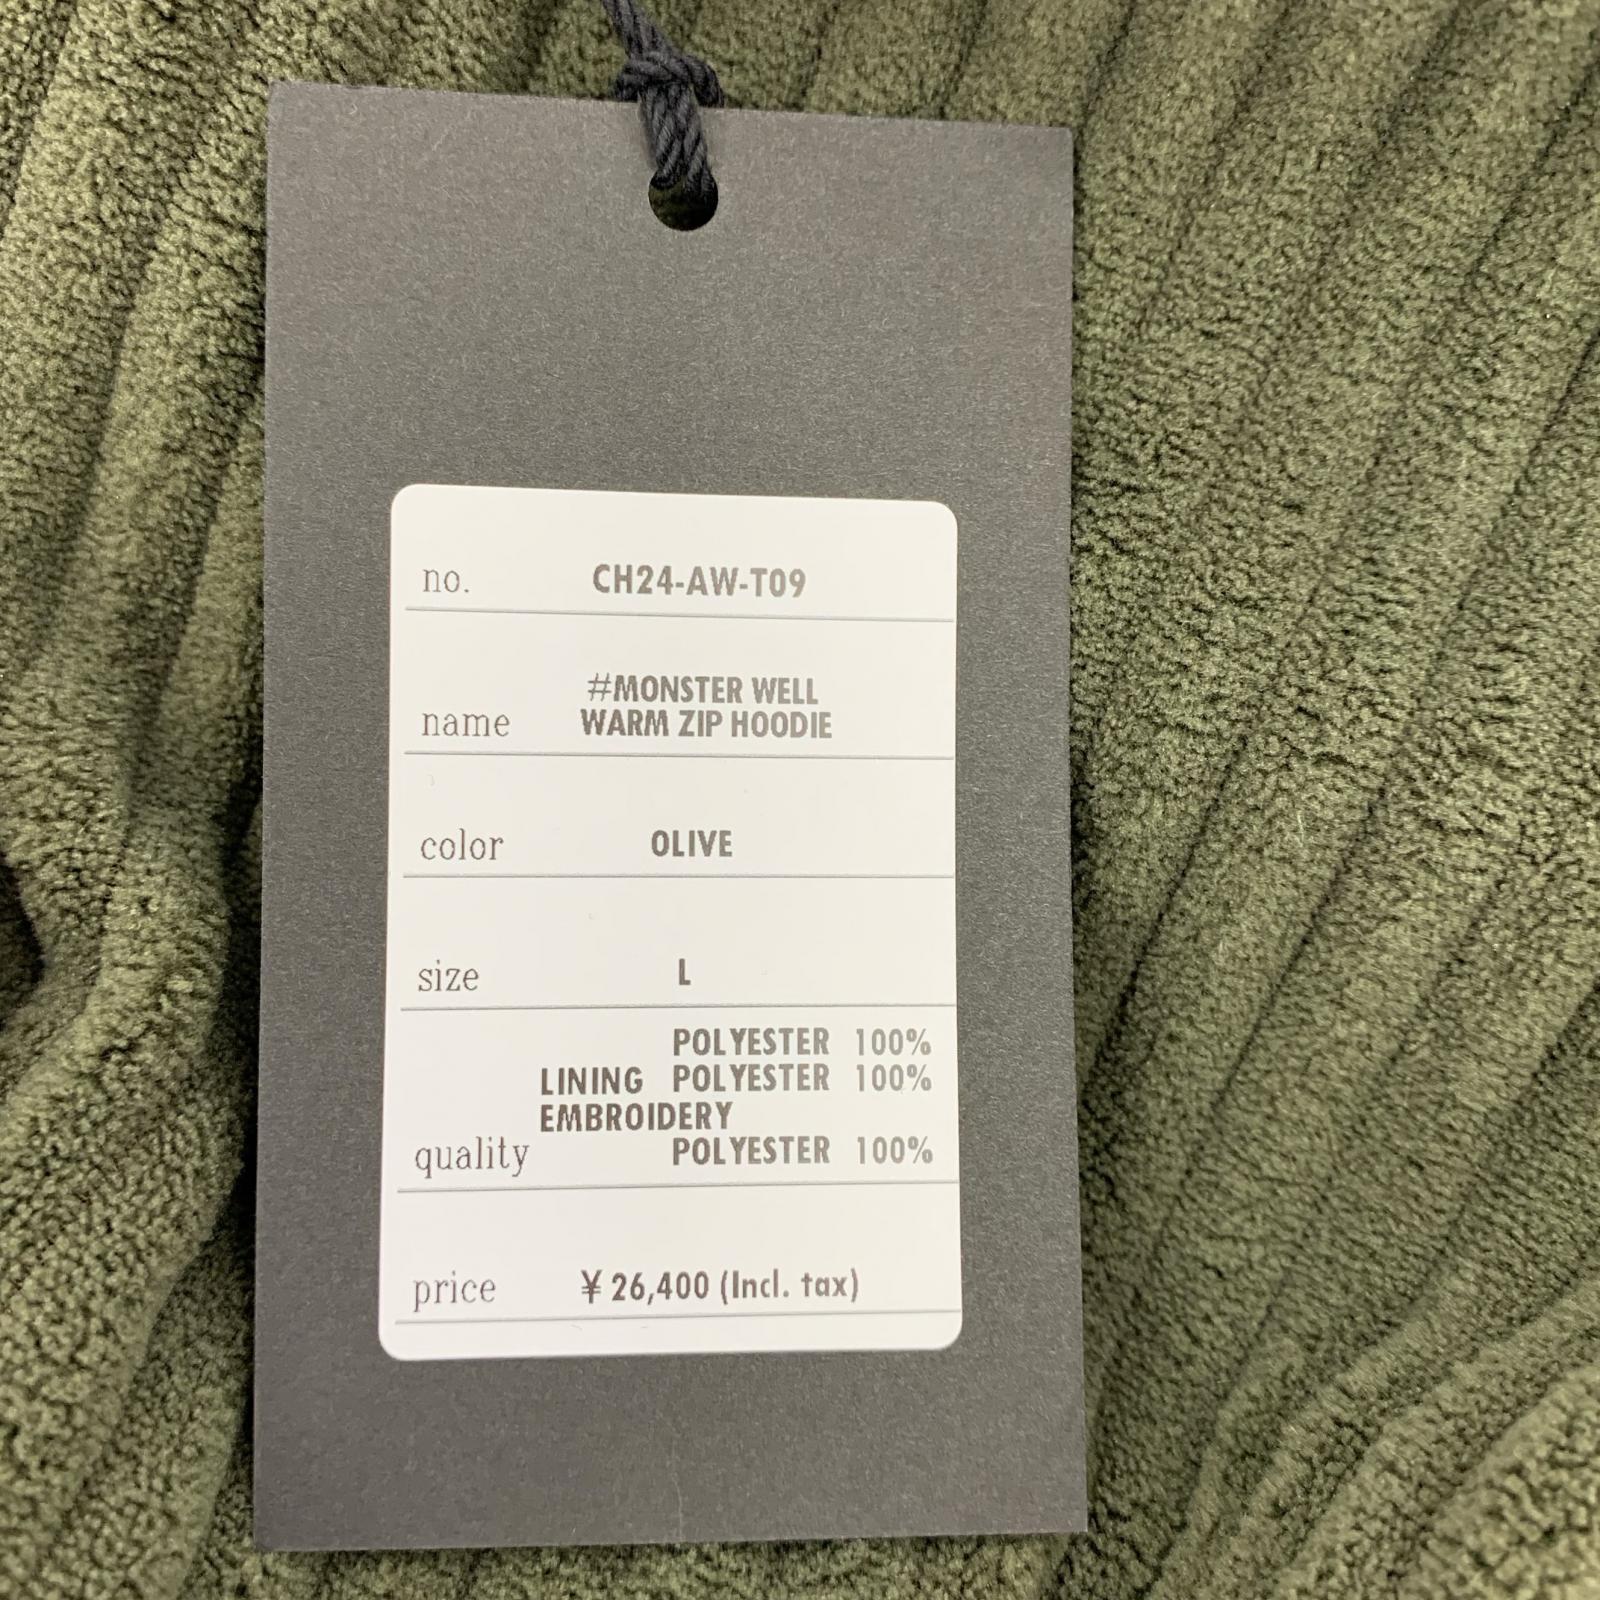 no. CH24-AW-T09
#MONSTER WELL
name WARM ZIP HOODIE
color OLIVE
size L
POLYESTER 100%
LINING POLYESTER 100%
EMBROIDERY
quality POLYESTER 100%
price ¥ 26,400 (Incl. tax)